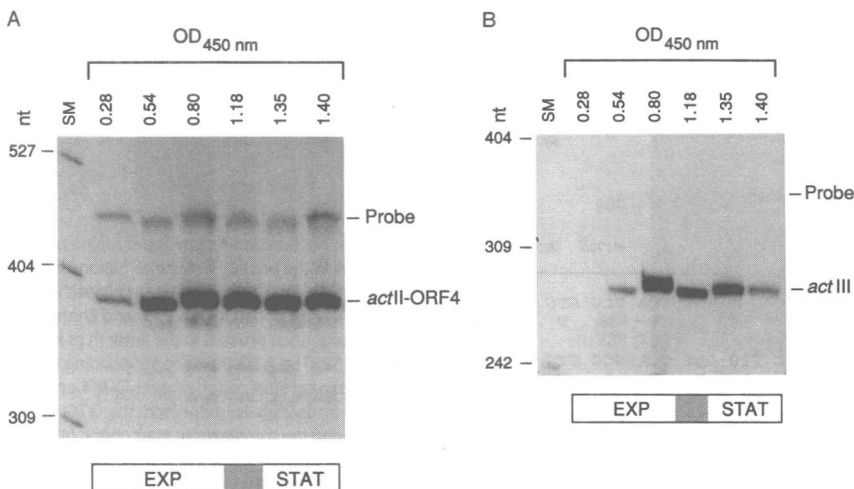 A
OD450 nm
nt
SM
0.28
0.54
0.80
1.18
1.35
1.40
527
404
309
Probe
actII-ORF4
EXP
STAT
B
OD450 nm
nt
SM
0.28
0.54
0.80
1.18
1.35
1.40
404
309
242
Probe
actIII
EXP
STAT